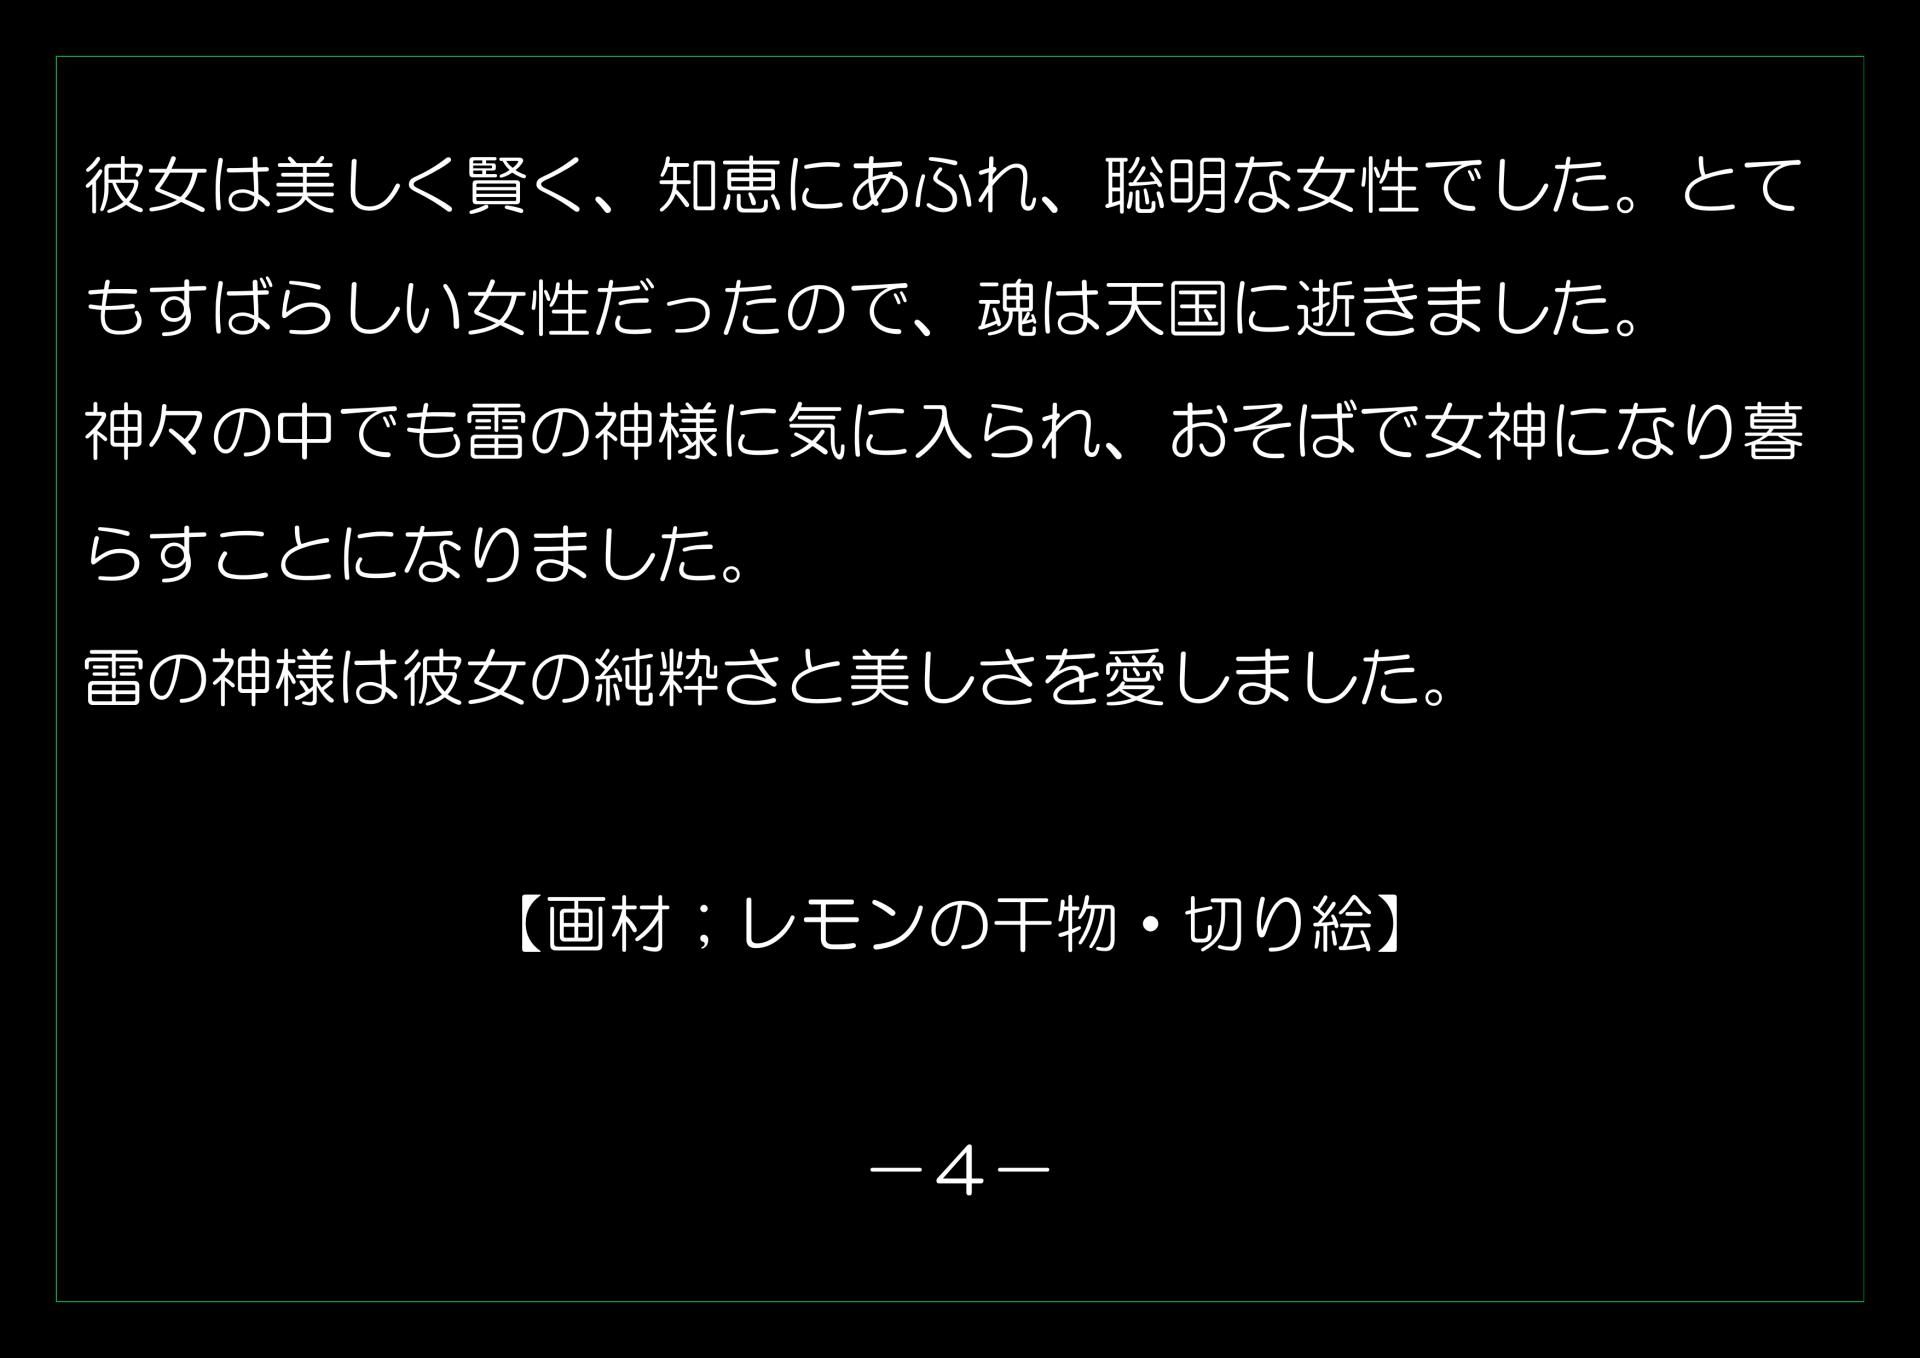 彼女は美しく賢く、知恵にあふれ、聡明な女性でした。とて
もすばらしい女性だったので、魂は天国に逝きました。
神々の中でも雷の神様に気に入られ、おそばで女神になり暮
らすことになりました。
雷の神様は彼女の純粋さと美しさを愛しました。
【画材；レモンの干物・切り絵】
－４－